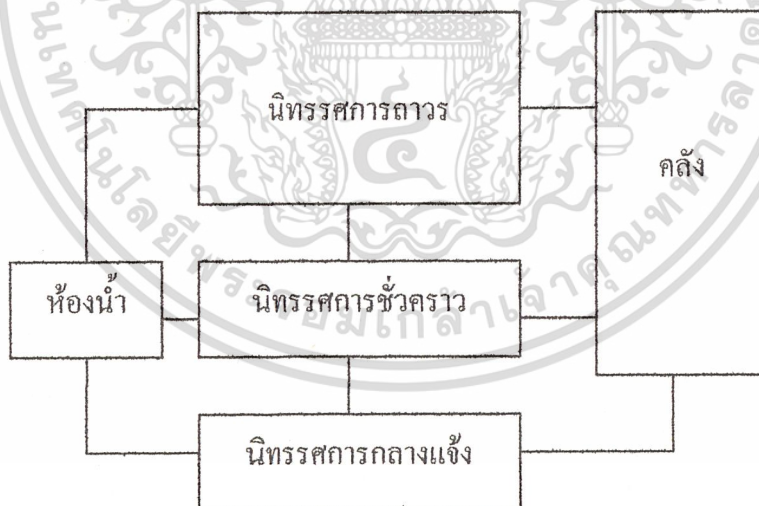 นิทรรศการถาวร
คลัง
ห้องน้ำ
นิทรรศการชั่วคราว
นิทรรศการกลางแจ้ง